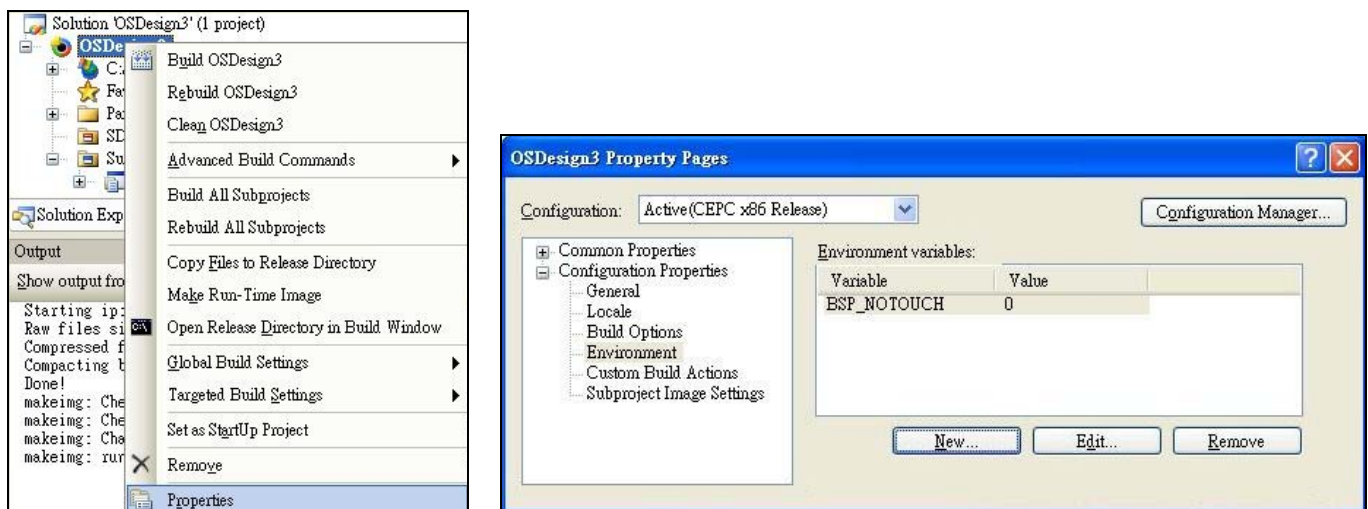 Solution 'OSDesign3' (1 project)
Build OSDesign3
Rebuild OSDesign3
Clean OSDesign3
Advanced Build Commands
Build All Subprojects
Rebuild All Subprojects
Copy Files to Release Directory
Make Run-Time Image
Open Release Directory in Build Window
Global Build Settings
Targeted Build Settings
Set as StartUp Project
Remove
Properties
Solution Exp
Output
Show output fro
Starting ip:
Raw files si
Compressed f
Compacting b
Done!
makeimg: Che
makeimg: Che
makeimg: Cha
makeimg: run
OSDesign3 Property Pages
Configuration: Active(CEPC x86 Release)
Configuration Manager...
Common Properties
Configuration Properties
General
Locale
Build Options
Environment
Custom Build Actions
Subproject Image Settings
Environment variables:
Variable Value
BSP_NOTOUCH 0
New... Edit... Remove